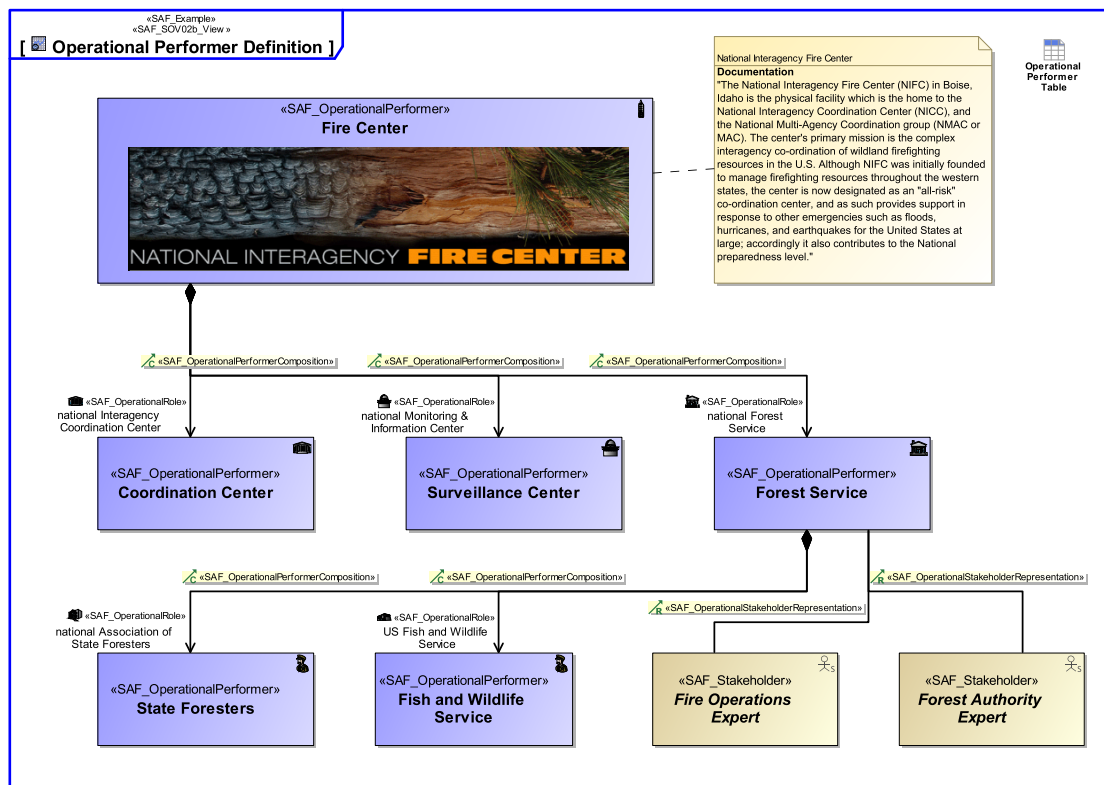 «SAF_Example»
«SAF_SOV02b_View »
[ Operational Performer Definition ]
National Interagency Fire Center
Documentation
"The National Interagency Fire Center (NIFC) in Boise,
Idaho is the physical facility which is the home to the
National Interagency Coordination Center (NICC), and
the National Multi-Agency Coordination group (NMAC or
MAC). The center's primary mission is the complex
interagency co-ordination of wildland firefighting
resources in the U.S. Although NIFC was initially founded
to manage firefighting resources throughout the western
states, the center is now designated as an "all-risk"
co-ordination center, and as such provides support in
response to other emergencies such as floods,
hurricanes, and earthquakes for the United States at
large; accordingly it also contributes to the National
preparedness level."
Operational
Performer
Table
«SAF_OperationalPerformer»
Fire Center
NATIONAL INTERAGENCY FIRE CENTER
C «SAF_OperationalPerformerComposition»
C «SAF_OperationalPerformerComposition»
C «SAF_OperationalPerformerComposition»
«SAF_OperationalRole»
national Interagency
Coordination Center
«SAF_OperationalRole»
national Monitoring &
Information Center
«SAF_OperationalRole»
national Forest
Service
«SAF_OperationalPerformer»
Coordination Center
«SAF_OperationalPerformer»
Surveillance Center
«SAF_OperationalPerformer»
Forest Service
C «SAF_OperationalPerformerComposition»
C «SAF_OperationalPerformerComposition»
R «SAF_OperationalStakeholderRepresentation»
R «SAF_OperationalStakeholderRepresentation»
«SAF_OperationalRole»
national Association of
State Foresters
«SAF_OperationalRole»
US Fish and Wildlife
Service
«SAF_OperationalPerformer»
State Foresters
«SAF_OperationalPerformer»
Fish and Wildlife
Service
S
«SAF_Stakeholder»
Fire Operations
Expert
S
«SAF_Stakeholder»
Forest Authority
Expert